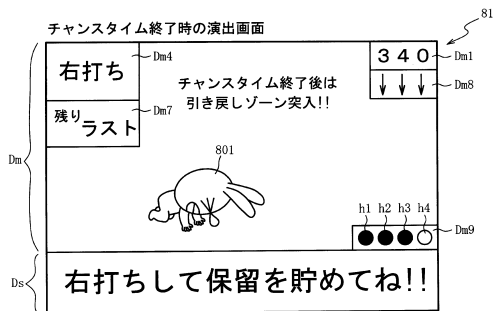 チャンスタイム終了時の演出画面
81
右打ち
Dm4
チャンスタイム終了後は
引き戻しゾーン突入!!
340
Dm1
↓↓↓
Dm8
残り
ラスト
Dm7
Dm
801
h1 h2 h3 h4
Dm9
Ds
右打ちして保留を貯めてね!!